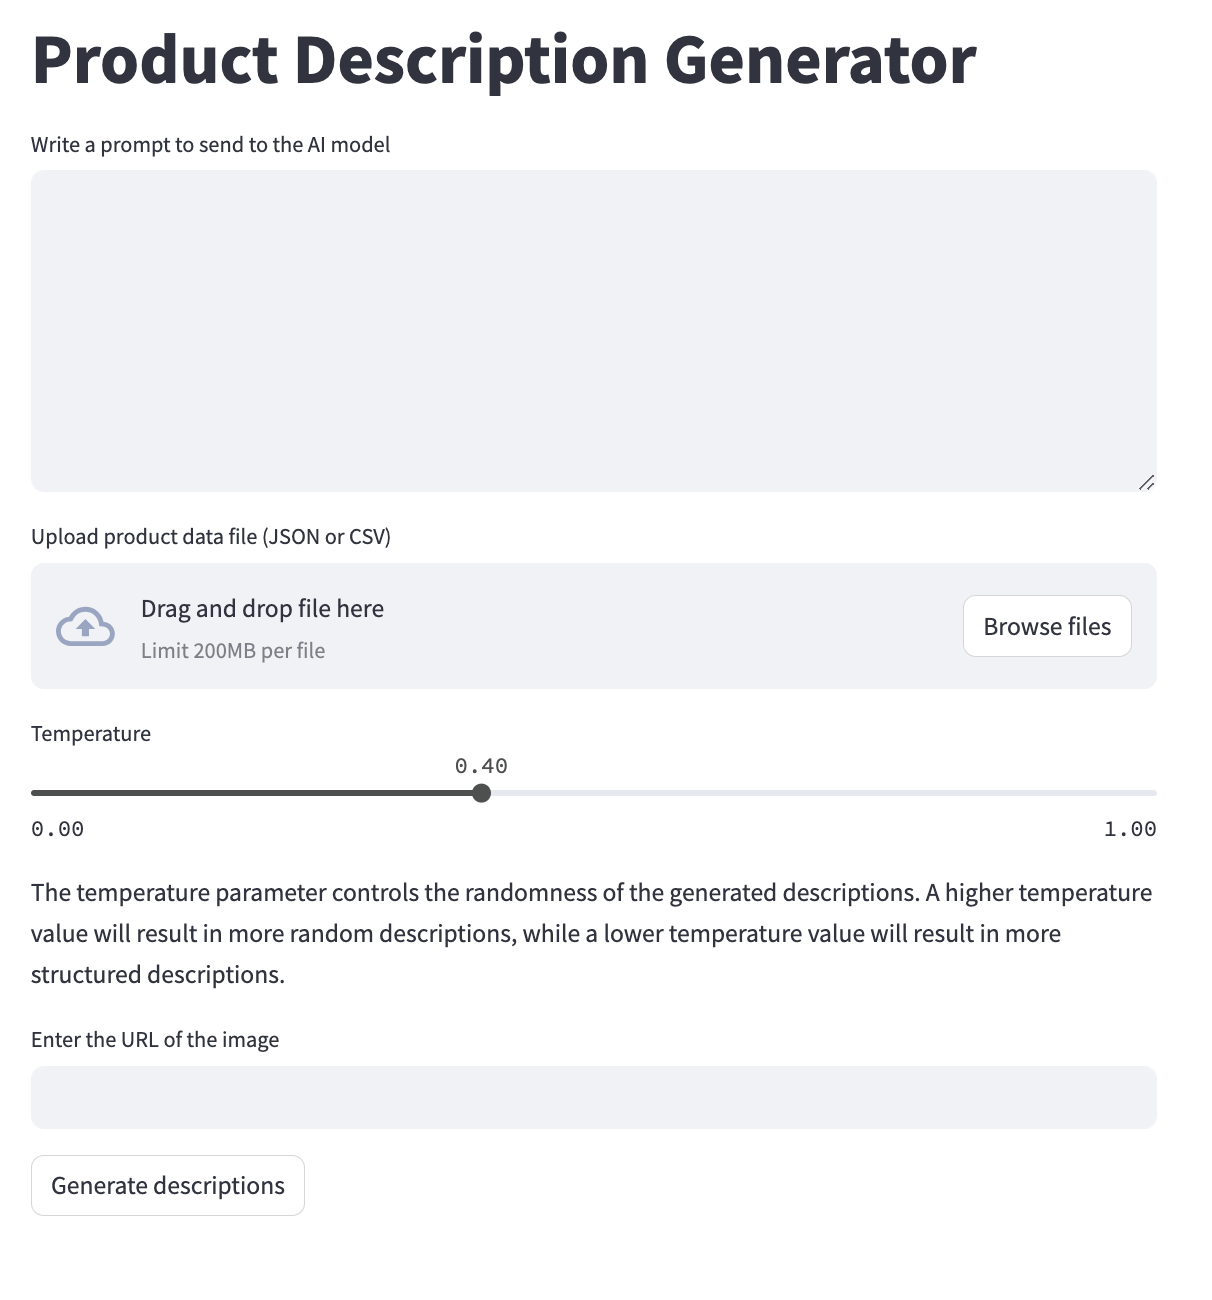 Product Description Generator
Write a prompt to send to the AI model
Upload product data file (JSON or CSV)
Drag and drop file here
Limit 200MB per file
Browse files
Temperature
0.40
0.00
1.00
The temperature parameter controls the randomness of the generated descriptions. A higher temperature
value will result in more random descriptions, while a lower temperature value will result in more
structured descriptions.
Enter the URL of the image
Generate descriptions